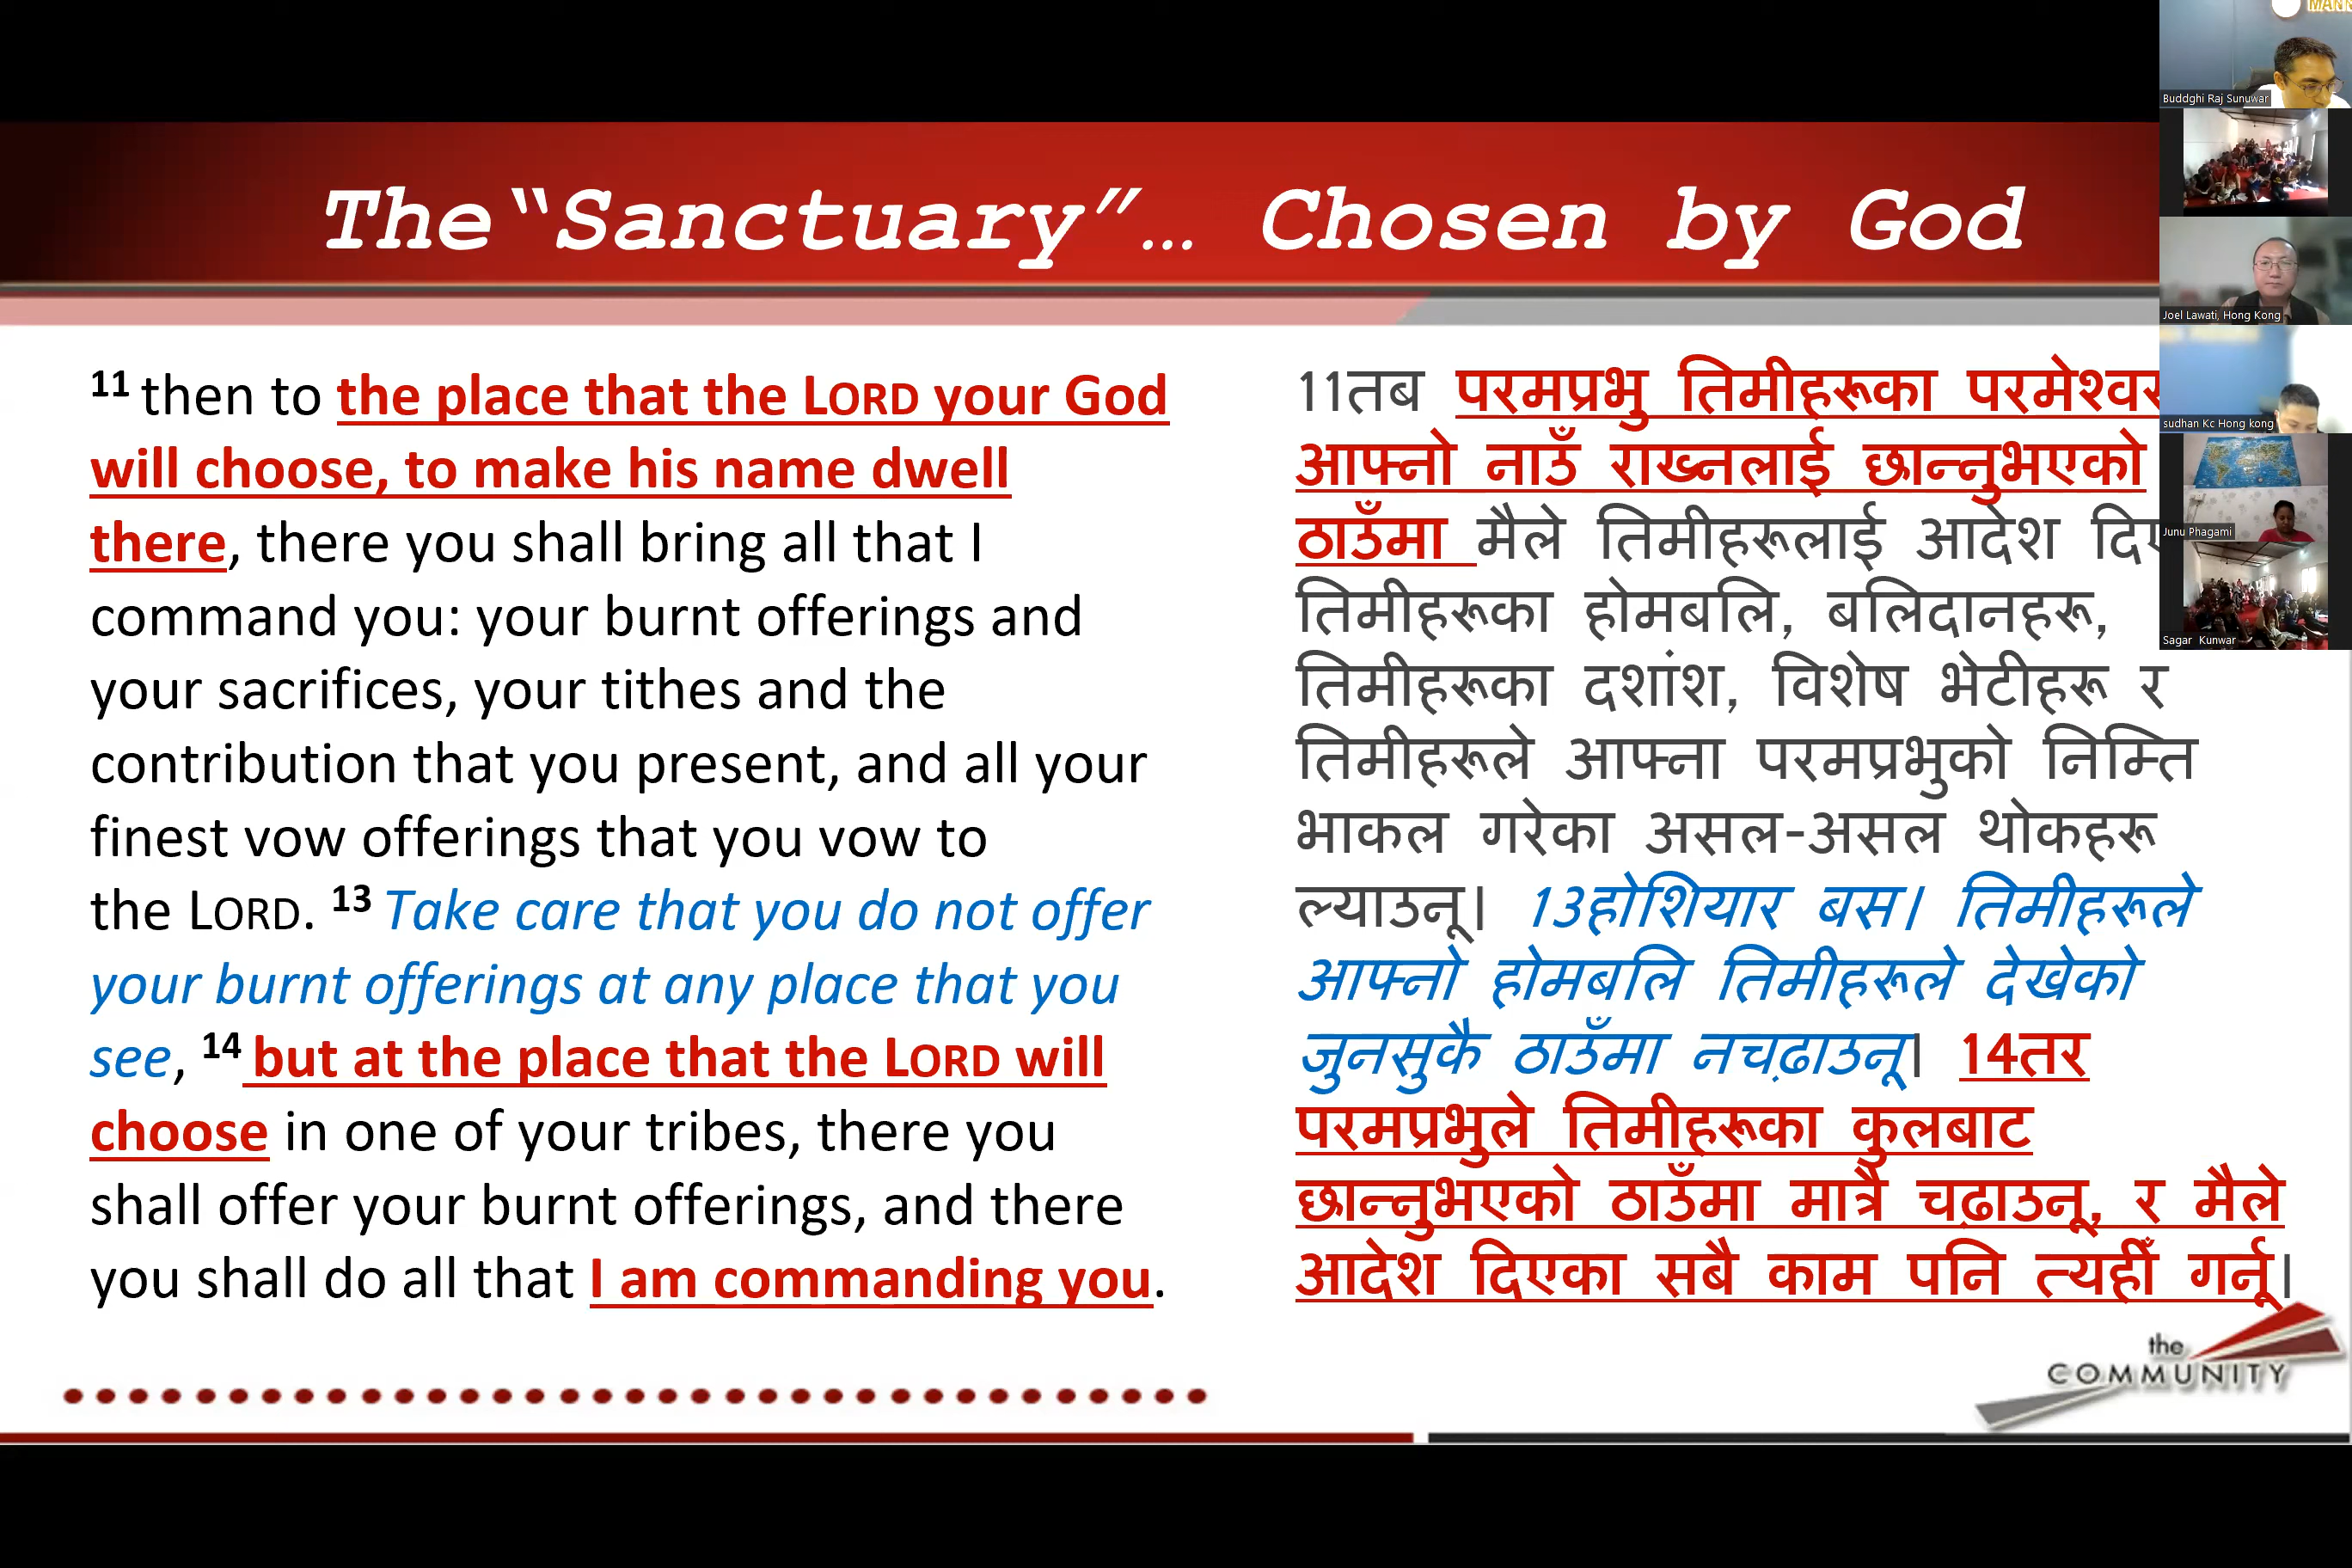 The “Sanctuary”… Chosen by God
11 then to the place that the LORD your God
will choose, to make his name dwell
there, there you shall bring all that I
command you: your burnt offerings and
your sacrifices, your tithes and the
contribution that you present, and all your
finest vow offerings that you vow to
the LORD. 13 Take care that you do not offer
your burnt offerings at any place that you
see, 14 but at the place that the LORD will
choose in one of your tribes, there you
shall offer your burnt offerings, and there
you shall do all that I am commanding you.
11तब परमप्रभु तिमीहरूका
आफ्नो नाउँ राख्नलाई छान्नुभएको
ठाउँमा मैले तिमीहरूलाई आदेश
तिमीहरूका होमबलि, बलिदानहरू,
तिमीहरूका दशांश, विशेष भेटीहरू र
तिमीहरूले आफ्ना परमप्रभुको निम्ति
भाकल गरेका असल-असल थोकहरू
ल्याउनू। 13होशियार बस। तिमीहरूले
आफ्नो होमबलि तिमीहरूले देखेको
जुनसुकै ठाउँमा नचढ़ाउनू। 14तर
परमप्रभुले तिमीहरूका कुलबाट
छान्नुभएको ठाउँमा मात्रै चढ़ाउनू, र मैले
आदेश दिएका सबै काम पनि त्यहीँ गर्नू।
the
COMMUNITY
Buddghi Raj Sunuwar
Joel Lawati, Hong Kong
sudhan Kc Hong kong
Junu Phagami
Sagar Kunwar